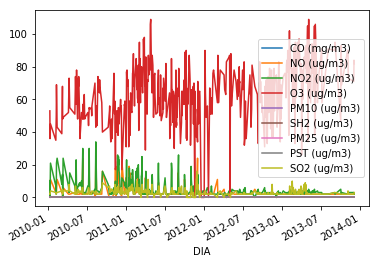 100
80
60
40
20
0
CO (mg/m3)
NO (ug/m3)
NO2 (ug/m3)
O3 (ug/m3)
PM10 (ug/m3)
SH2 (ug/m3)
PM25 (ug/m3)
PST (ug/m3)
SO2 (ug/m3)
2010-01
2010-07
2011-01
2011-07
2012-01
2012-07
2013-01
2013-07
2014-01
DIA